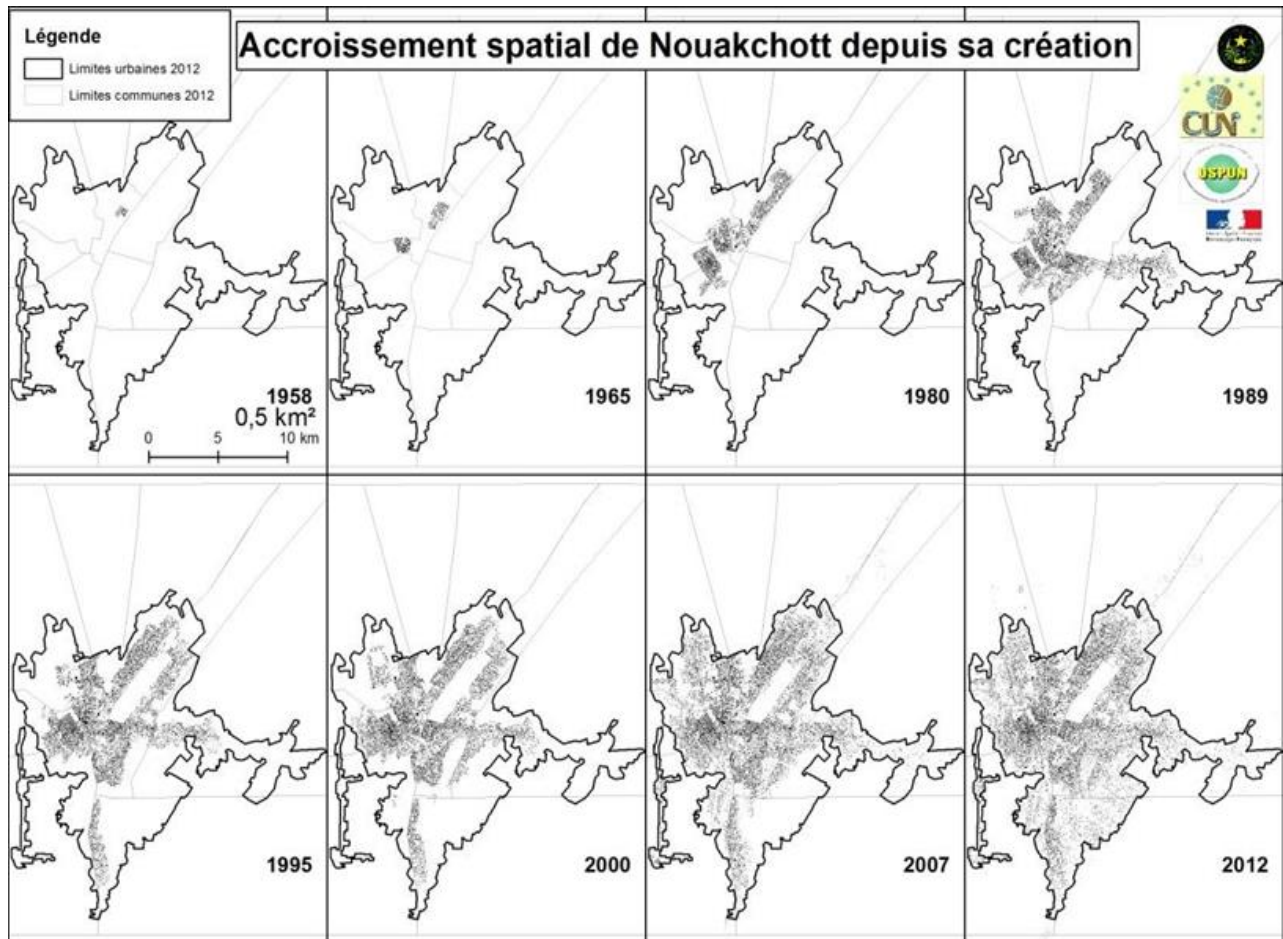 Accroissement spatial de Nouakchott depuis sa création
Légende
Limites urbaines 2012
Limites communes 2012
CUN
USPUN
1958
0,5 km²
0 5 10 km
1965
1980
1989
1995
2000
2007
2012